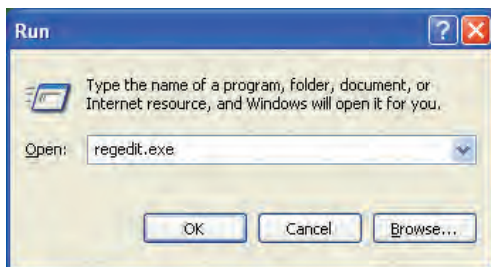 Run
Type the name of a program, folder, document, or
Internet resource, and Windows will open it for you.
Open: regedit.exe
OK Cancel Browse...